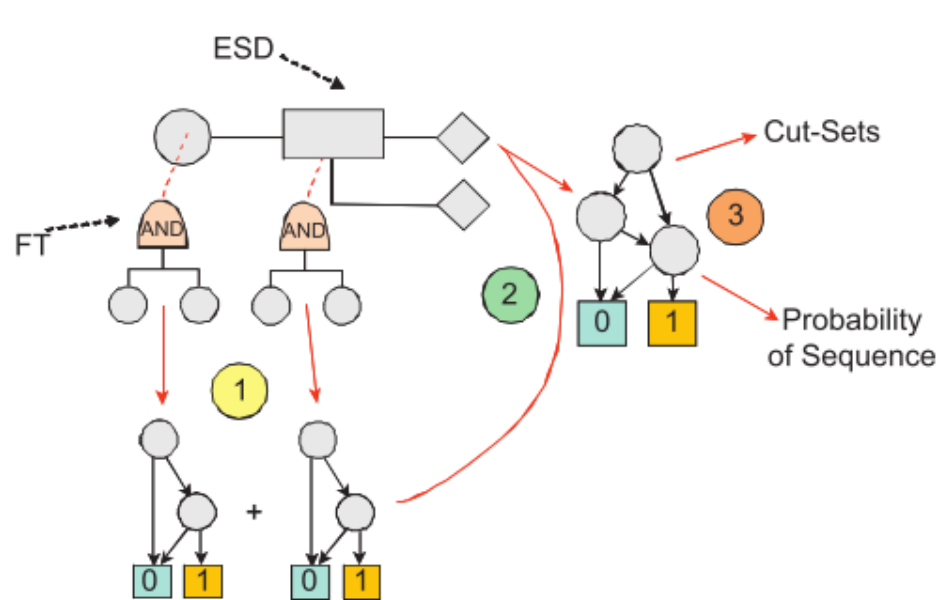 ESD
Cut-Sets
3
AND
AND
FT
2
0
1
Probability
of Sequence
1
+
0
1
0
1